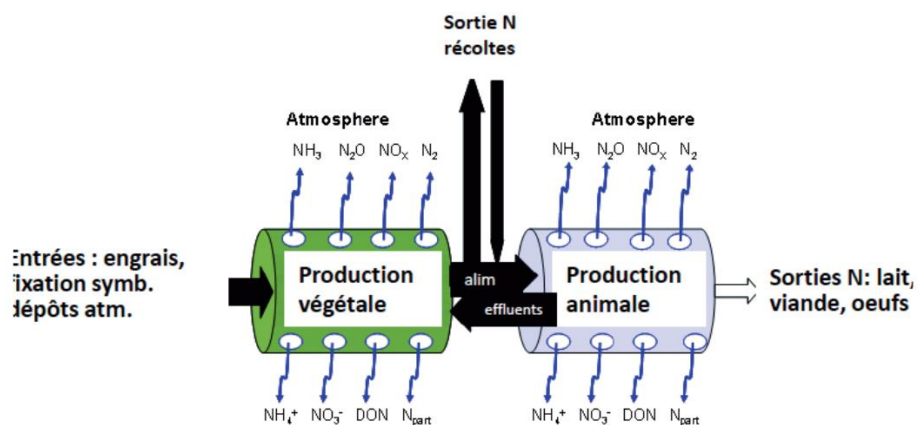 Sortie N
récoltes
Atmosphere
NH₃ N₂O NOₓ N₂
Atmosphere
NH₃ N₂O NOₓ N₂
Entrées : engrais,
fixation symb.
dépôts atm.
Production
végétale
alim
effluents
Production
animale
Sorties N: lait,
viande, oeufs
NH₄⁺ NO₃⁻ DON Nₚₐᵣₜ
NH₄⁺ NO₃⁻ DON Nₚₐᵣₜ